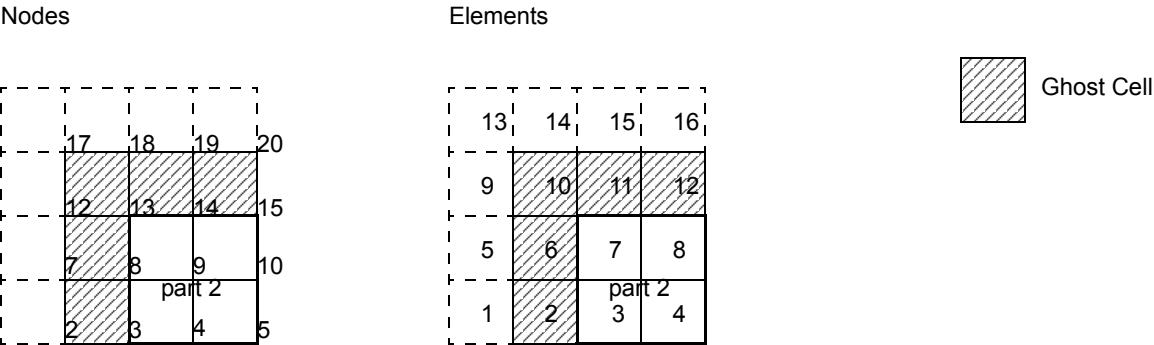 Nodes Elements
Ghost Cell
13 14 15 16
17 18 19 20
9 10 11 12
12 13 14 15
5 6 7 8
7 8 9 10
part 2 part 2
1 2 3 4
2 3 4 5